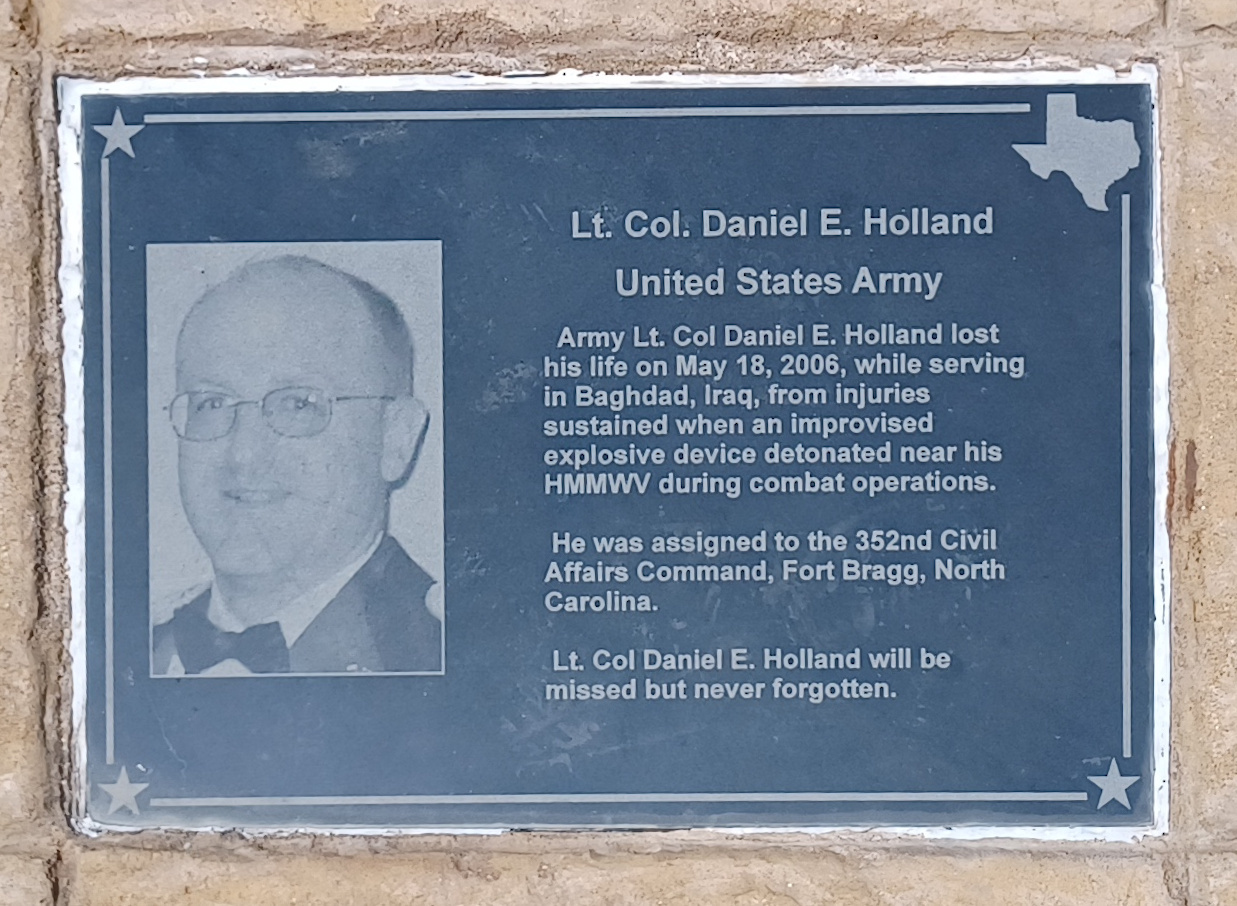 Lt. Col. Daniel E. Holland
United States Army
Army Lt. Col Daniel E. Holland lost
his life on May 18, 2006, while serving
in Baghdad, Iraq, from injuries
sustained when an improvised
explosive device detonated near his
HMMWV during combat operations.
He was assigned to the 352nd Civil
Affairs Command, Fort Bragg, North
Carolina.
Lt. Col Daniel E. Holland will be
missed but never forgotten.